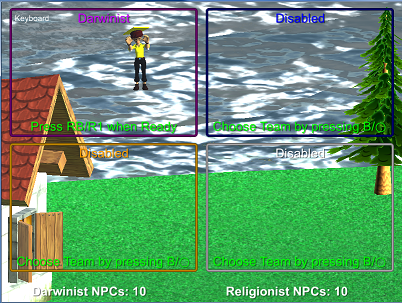 Keyboard
Darwinist
Disabled
Press RS/R1 when Ready
Choose Team by pressing B/○
Disabled
Disabled
Choose Team by pressing B/○
Choose Team by pressing B/○
Darwinist NPCs: 10
Religionist NPCs: 10